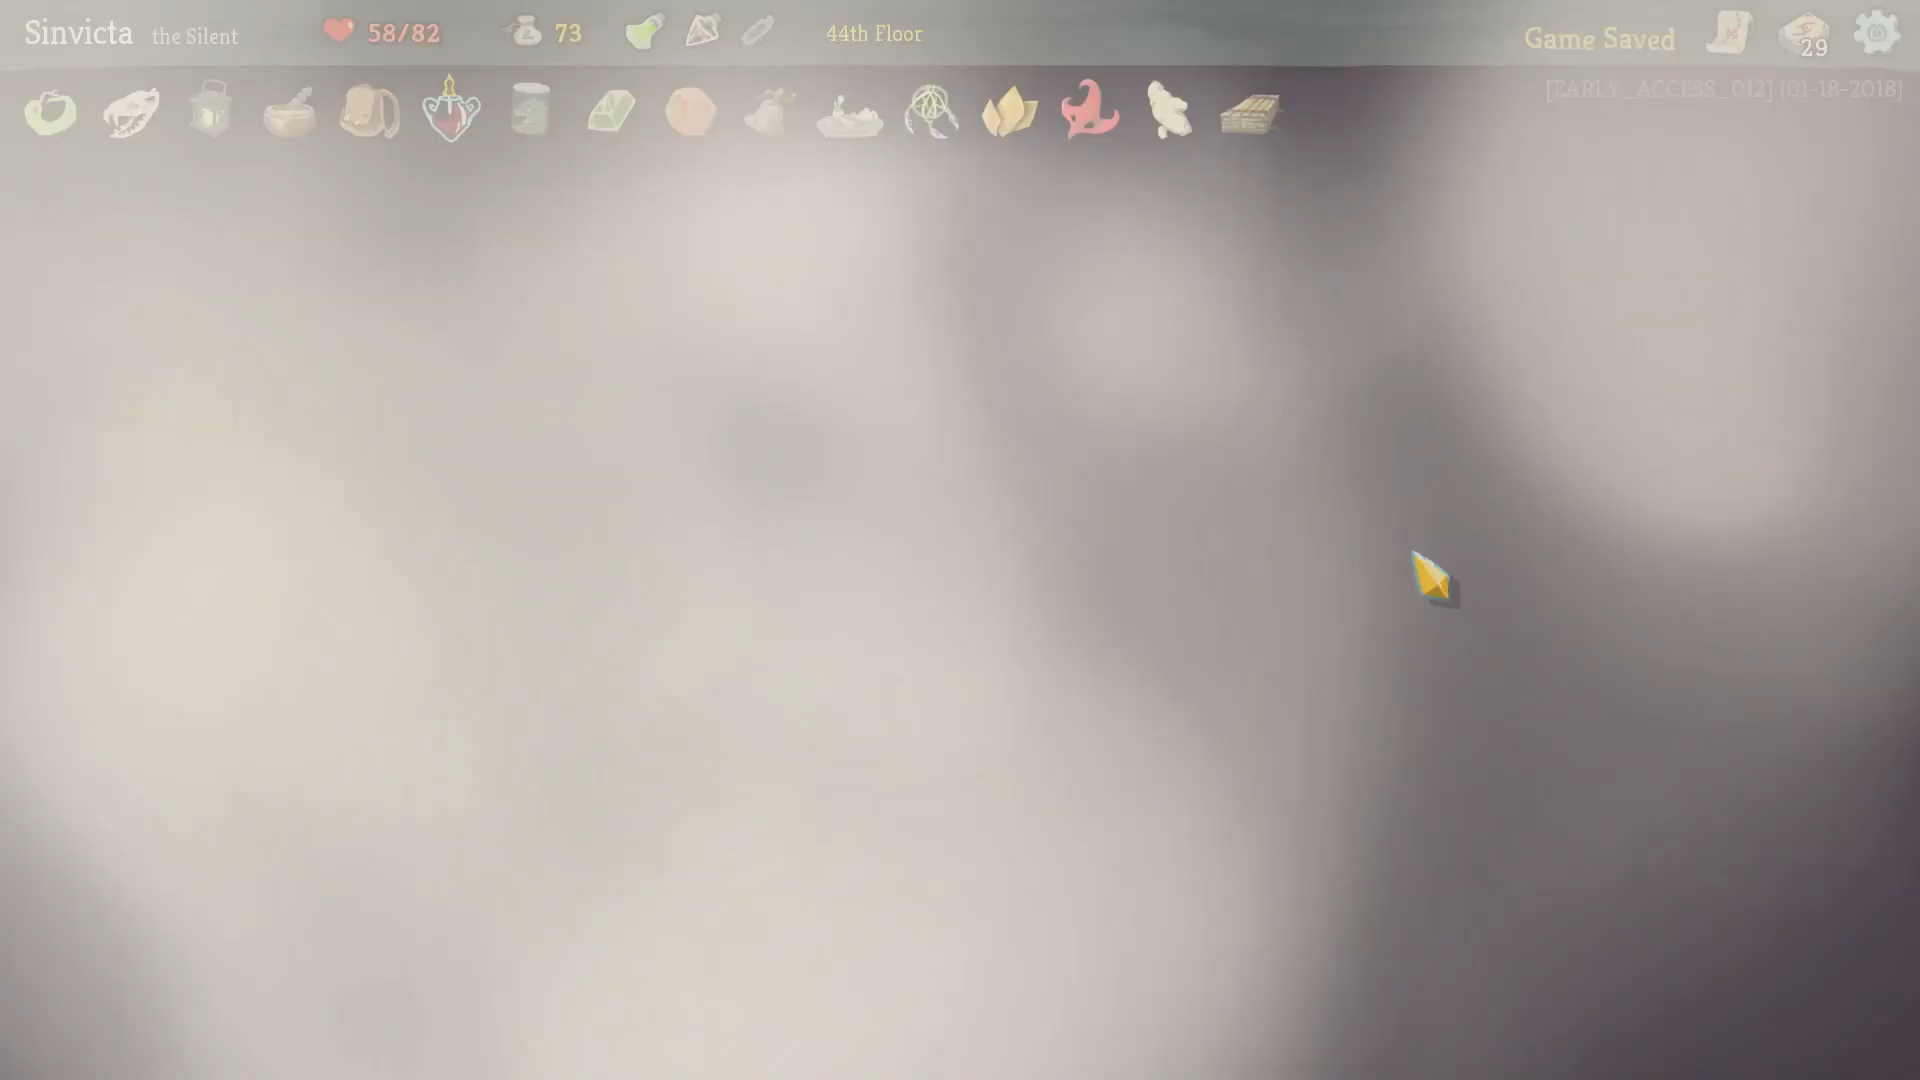 Sinvicta the Silent 58/82 73 44th Floor Game Saved 29
[EARLY_ACCESS_012] (01-18-2018)